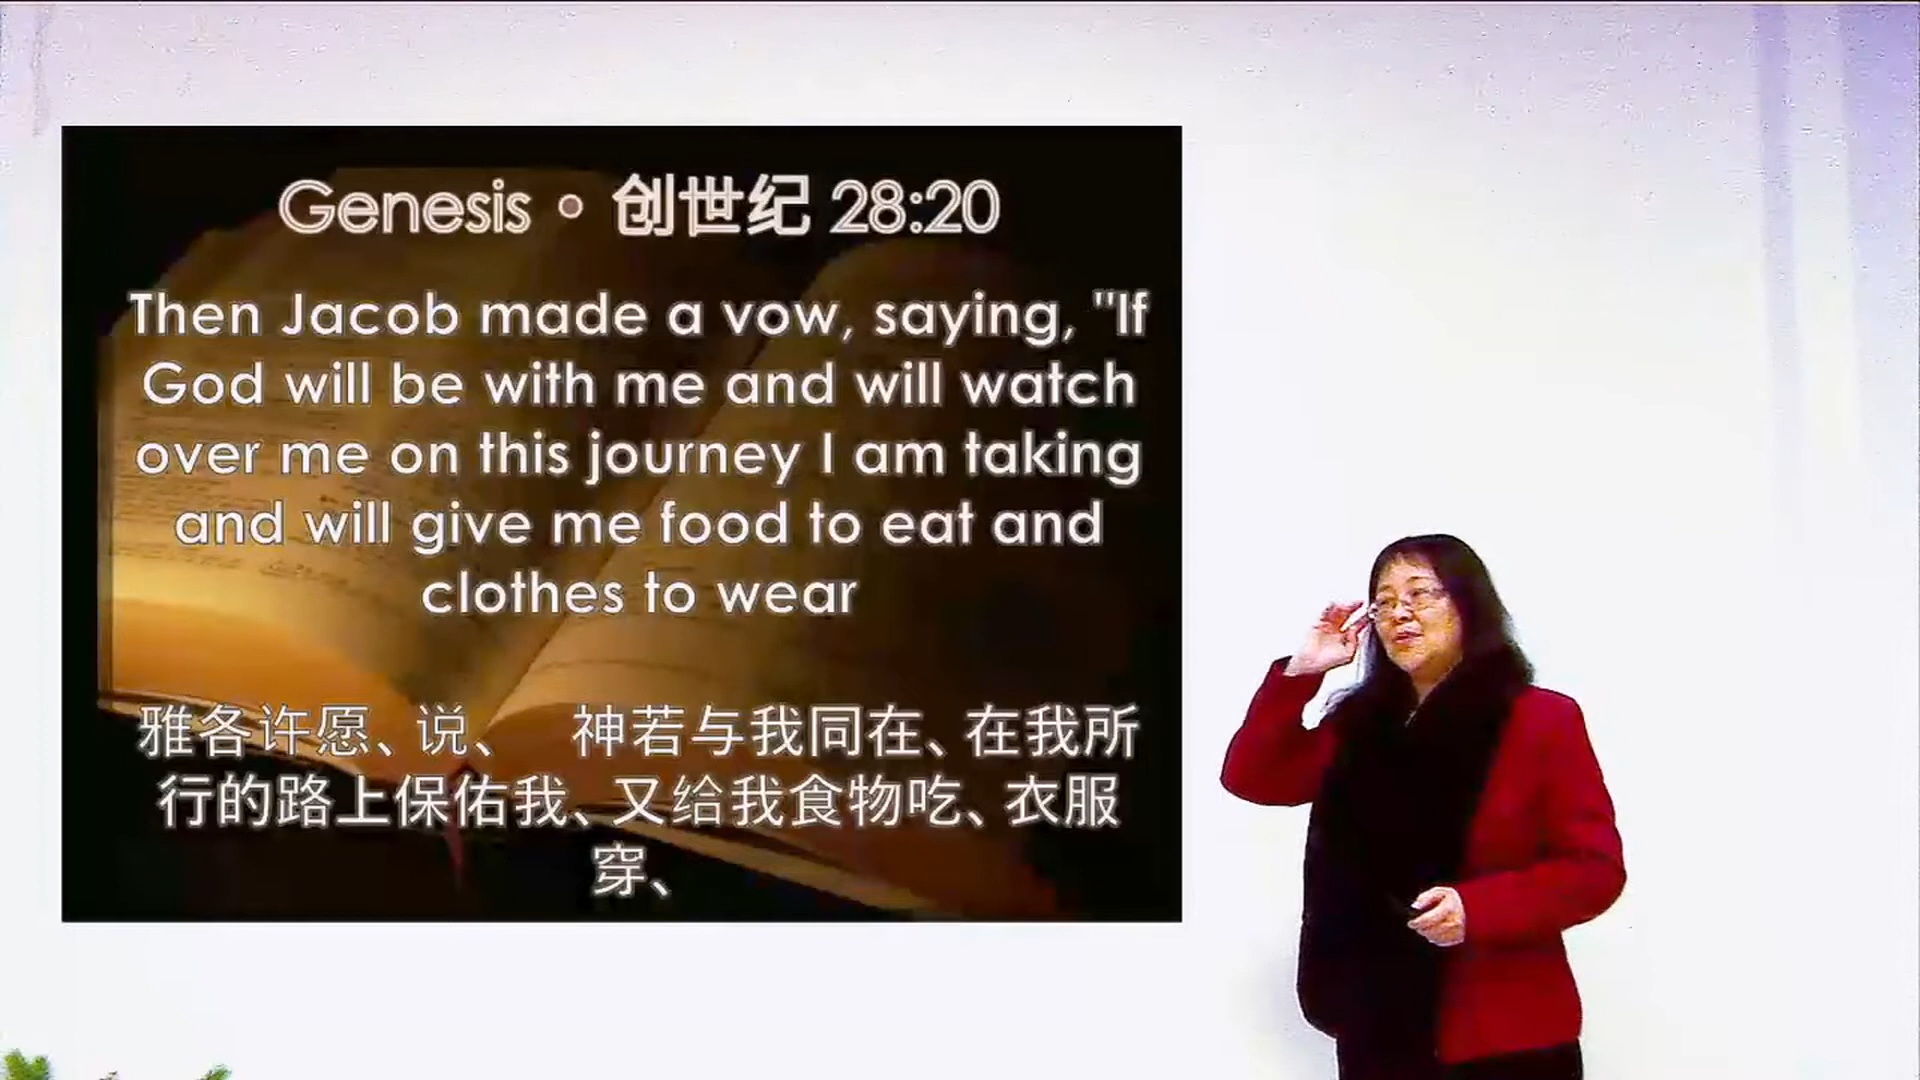 Genesis • 创世纪 28:20
Then Jacob made a vow, saying, "If
God will be with me and will watch
over me on this journey I am taking
and will give me food to eat and
clothes to wear
雅各许愿、说、 神若与我同在、在我所
行的路上保佑我、又给我食物吃、衣服
穿、